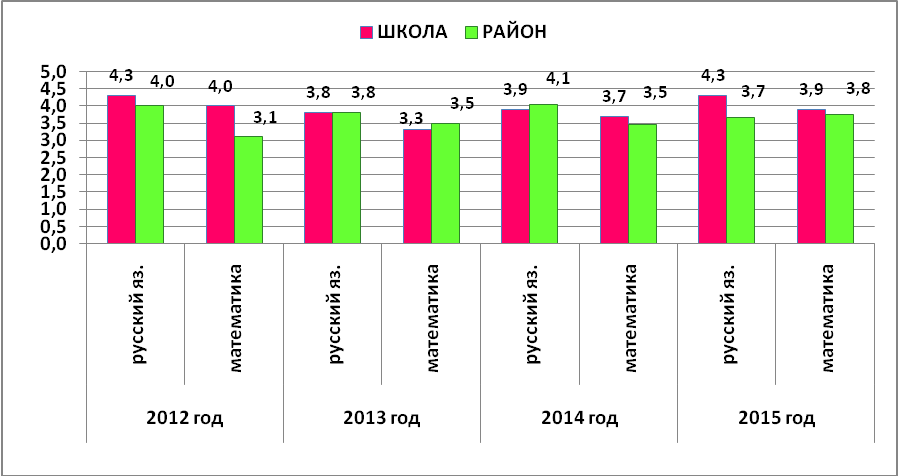 ШКОЛА РАЙОН
5,0
4,5
4,0
3,5
3,0
2,5
2,0
1,5
1,0
0,5
0,0
4,3 4,0 4,0 3,1 3,8 3,8 3,3 3,5 3,9 4,1 3,7 3,5 4,3 3,7 3,9 3,8
русский яз. математика русский яз. математика русский яз. математика русский яз. математика
2012 год 2013 год 2014 год 2015 год